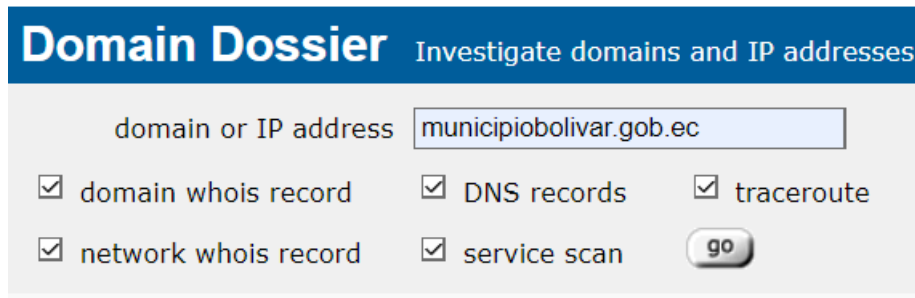 Domain Dossier Investigate domains and IP addresses
domain or IP address municipiobolivar.gob.ec
domain whois record DNS records traceroute
network whois record service scan go